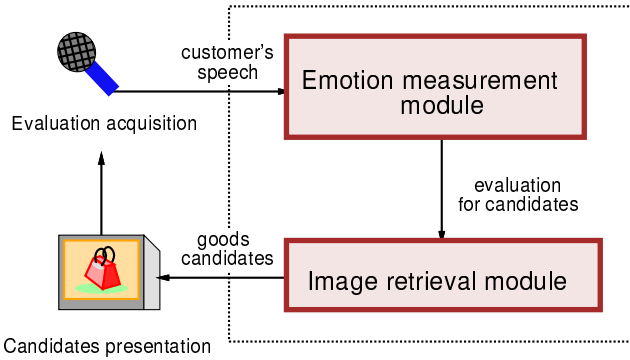 customer's
speech
Emotion measurement
module
Evaluation acquisition
evaluation
for candidates
goods
candidates
Image retrieval module
Candidates presentation